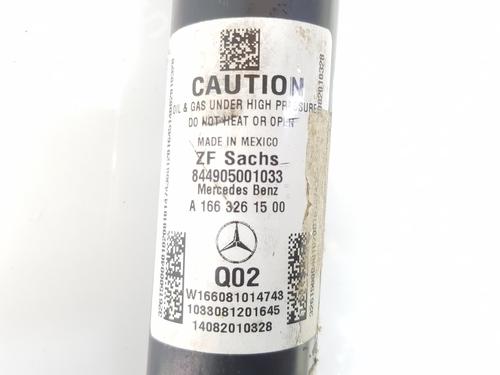 CAUTION
OIL & GAS UNDER HIGH PRESSURE
DO NOT HEAT OR OPEN
MADE IN MEXICO
ZF Sachs
844905001033
Mercedes Benz
A 166 326 15 00
Q02
W166081014743
1033081201645
14082010328